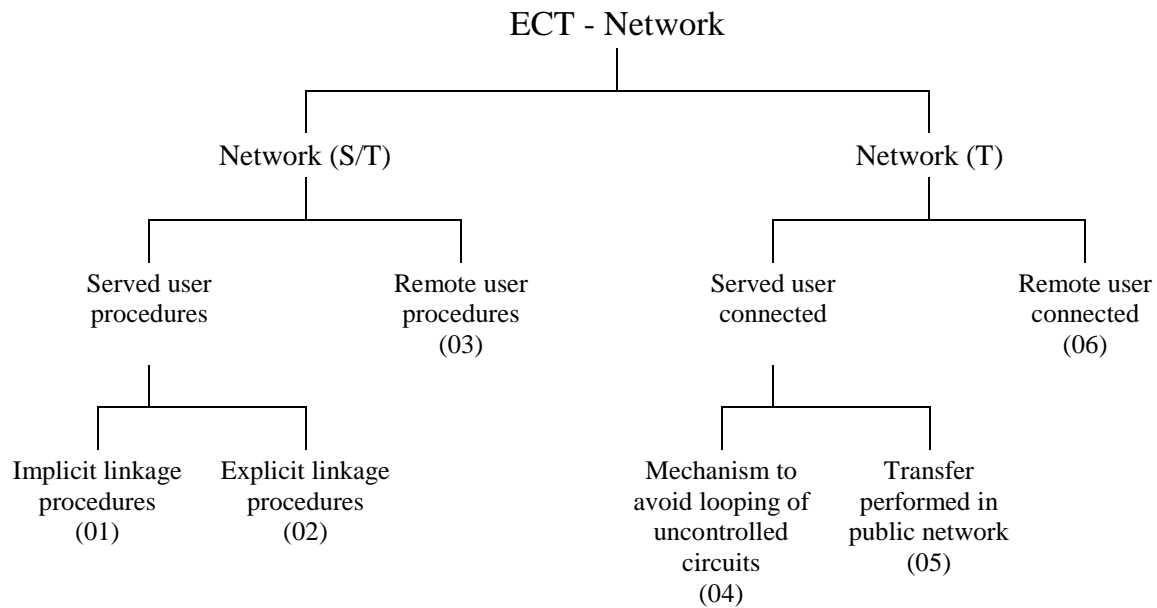 ECT - Network
Network (S/T)
Network (T)
Served user
procedures
Remote user
procedures
(03)
Served user
connected
Remote user
connected
(06)
Implicit linkage
procedures
(01)
Explicit linkage
procedures
(02)
Mechanism to
avoid looping of
uncontrolled
circuits
(04)
Transfer
performed in
public network
(05)